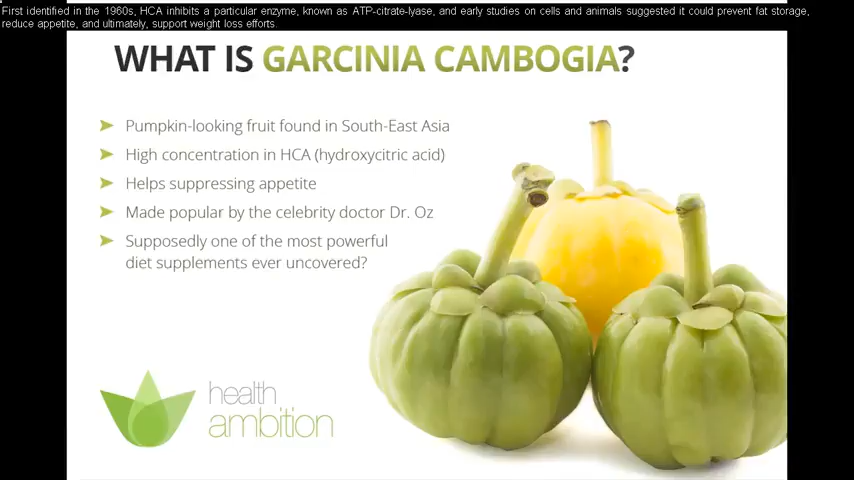 First identified in the 1960s, HCA inhibits a particular enzyme, known as ATP-citrate-lyase, and early studies on cells and animals suggested it could prevent fat storage,
reduce appetite, and ultimately, support weight loss efforts.
WHAT IS GARCINIA CAMBOGIA?
➤ Pumpkin-looking fruit found in South-East Asia
➤ High concentration in HCA (hydroxycitric acid)
➤ Helps suppressing appetite
➤ Made popular by the celebrity doctor Dr. Oz
➤ Supposedly one of the most powerful
diet supplements ever uncovered?
health
ambition